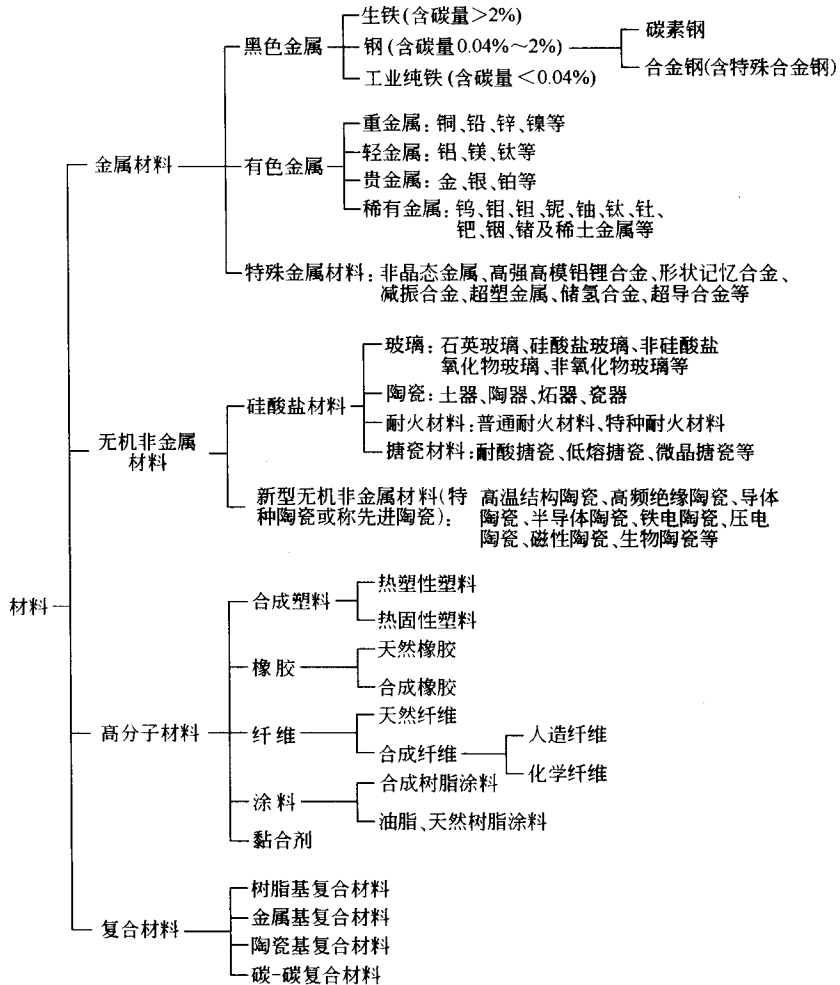 生铁(含碳量>2%)
黑色金属
钢(含碳量0.04%～2%)
碳素钢
合金钢(含特殊合金钢)
工业纯铁(含碳量<0.04%)
金属材料
有色金属
重金属：铜、铅、锌、镍等
轻金属：铝、镁、钛等
贵金属：金、银、铂等
稀有金属：钨、钼、钽、铌、铀、钛、钍、
钯、铟、锗及稀土金属等
特殊金属材料：非晶态金属、高强高模铝锂合金、形状记忆合金、
减振合金、超塑金属、储氢合金、超导合金等
玻璃：石英玻璃、硅酸盐玻璃、非硅酸盐
氧化物玻璃、非氧化物玻璃等
硅酸盐材料
陶瓷：土器、陶器、炻器、瓷器
耐火材料：普通耐火材料、特种耐火材料
搪瓷材料：耐酸搪瓷、低熔搪瓷、微晶搪瓷等
无机非金属
材料
新型无机非金属材料(特
种陶瓷或称先进陶瓷)：
高温结构陶瓷、高频绝缘陶瓷、导体
陶瓷、半导体陶瓷、铁电陶瓷、压电
陶瓷、磁性陶瓷、生物陶瓷等
材料
合成塑料
热塑性塑料
热固性塑料
橡胶
天然橡胶
合成橡胶
高分子材料
纤维
天然纤维
合成纤维
人造纤维
化学纤维
涂料
合成树脂涂料
油脂、天然树脂涂料
黏合剂
复合材料
树脂基复合材料
金属基复合材料
陶瓷基复合材料
碳-碳复合材料